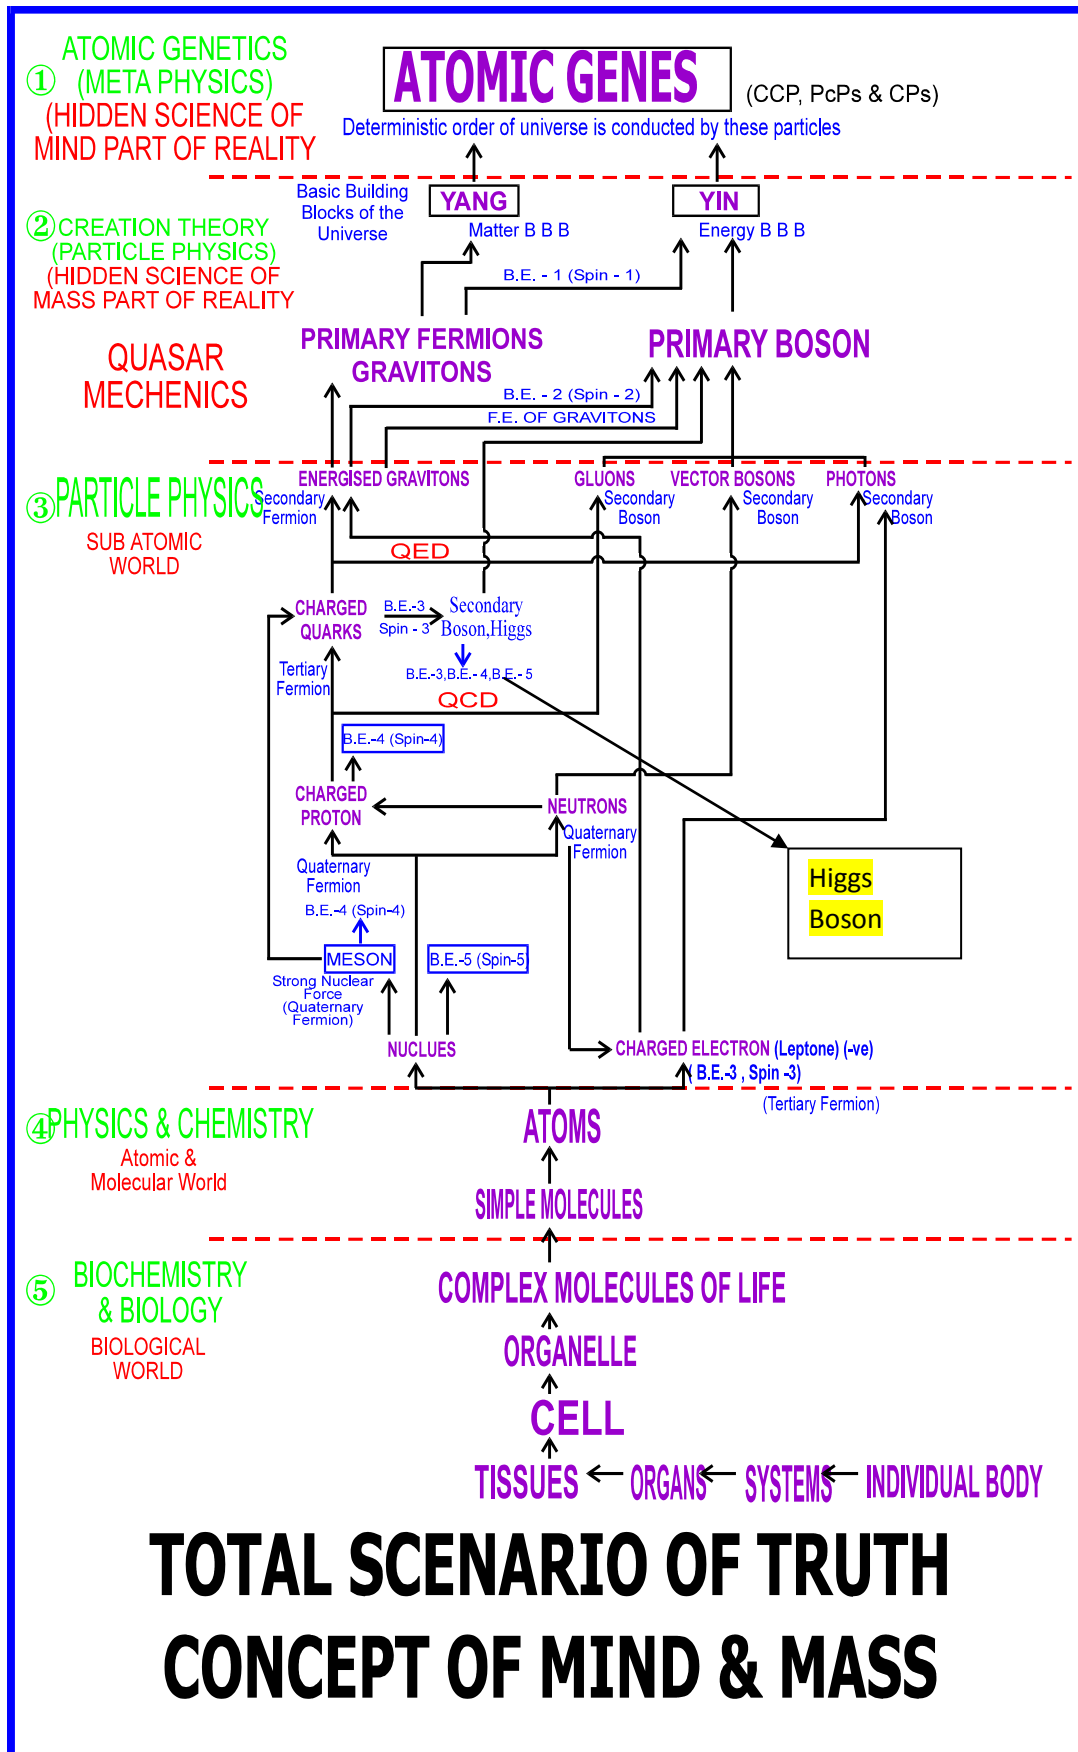 ATOMIC GENETICS
① (META PHYSICS)
(HIDDEN SCIENCE OF
MIND PART OF REALITY
ATOMIC GENES
(CCP, PcPs & CPs)
Deterministic order of universe is conducted by these particles
Basic Building
Blocks of the
Universe
YANG
YIN
Matter B B B
Energy B B B
② CREATION THEORY
(PARTICLE PHYSICS)
(HIDDEN SCIENCE OF
MASS PART OF REALITY
B.E. - 1 (Spin - 1)
QUASAR
MECHENICS
PRIMARY FERMIONS
GRAVITONS
PRIMARY BOSON
B.E. - 2 (Spin - 2)
F.E. OF GRAVITONS
ENERGISED GRAVITONS
GLUONS
VECTOR BOSONS
PHOTONS
③ PARTICLE PHYSICS
Secondary
Fermion
Secondary
Boson
Secondary
Boson
Secondary
Boson
SUB ATOMIC
WORLD
QED
CHARGED
QUARKS
B.E.-3
Spin - 3
Secondary
Boson,Higgs
Tertiary
Fermion
B.E.-3,B.E.- 4,B.E.- 5
QCD
B.E.-4 (Spin-4)
CHARGED
PROTON
NEUTRONS
Quaternary
Fermion
Quaternary
Fermion
Higgs
Boson
B.E.-4 (Spin-4)
MESON
B.E.-5 (Spin-5)
Strong Nuclear
Force
(Quaternary
Fermion)
NUCLUES
CHARGED ELECTRON (Leptone) (-ve)
( B.E.-3 , Spin -3)
(Tertiary Fermion)
④ PHYSICS & CHEMISTRY
Atomic &
Molecular World
ATOMS
SIMPLE MOLECULES
⑤ BIOCHEMISTRY
& BIOLOGY
BIOLOGICAL
WORLD
COMPLEX MOLECULES OF LIFE
ORGANELLE
CELL
TISSUES ORGANS SYSTEMS INDIVIDUAL BODY
TOTAL SCENARIO OF TRUTH
CONCEPT OF MIND & MASS